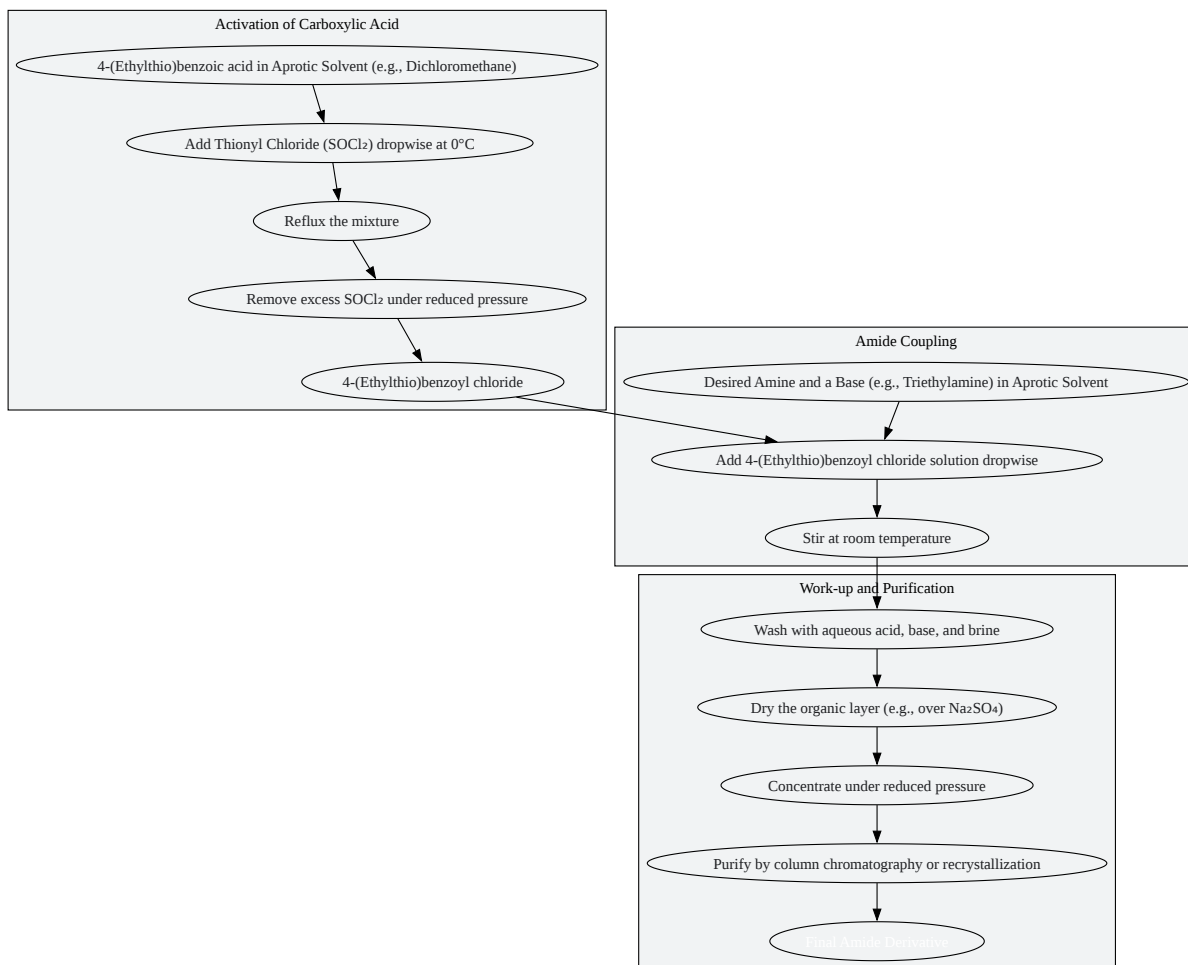 Activation of Carboxylic Acid
4-(Ethylthio)benzoic acid in Aprotic Solvent (e.g., Dichloromethane)
Add Thionyl Chloride (SOCl₂) dropwise at 0°C
Reflux the mixture
Remove excess SOCl₂ under reduced pressure
4-(Ethylthio)benzoyl chloride
Amide Coupling
Desired Amine and a Base (e.g., Triethylamine) in Aprotic Solvent
Add 4-(Ethylthio)benzoyl chloride solution dropwise
Stir at room temperature
Work-up and Purification
Wash with aqueous acid, base, and brine
Dry the organic layer (e.g., over Na₂SO₄)
Concentrate under reduced pressure
Purify by column chromatography or recrystallization
Final Amide Derivative